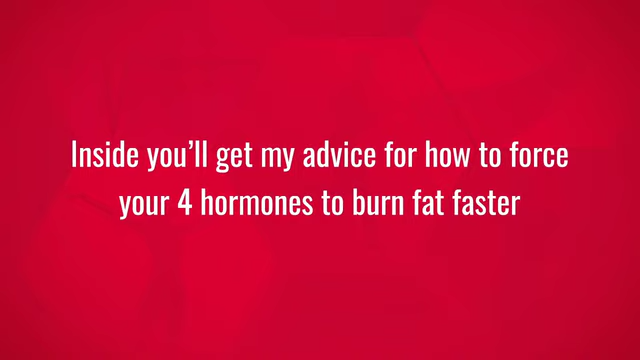 Inside you’ll get my advice for how to force
your 4 hormones to burn fat faster